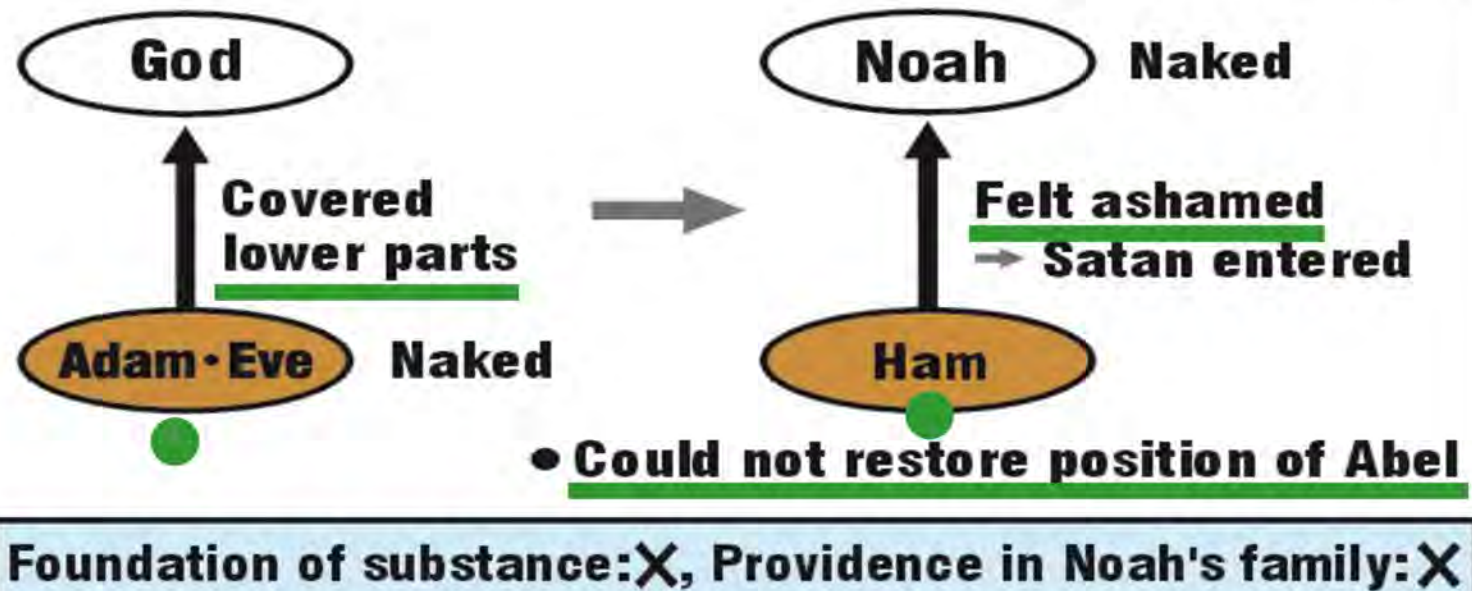 God
Noah Naked
Covered
lower parts
Felt ashamed
→ Satan entered
Adam·Eve Naked
Ham
• Could not restore position of Abel
Foundation of substance:X, Providence in Noah's family:X